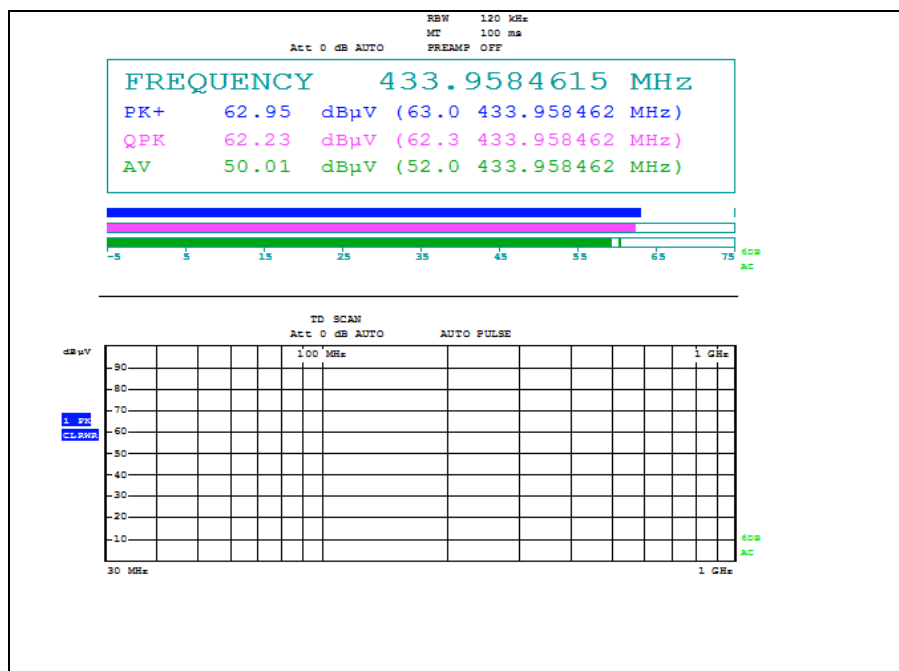 RBW 120 kHz
MT 100 ms
Att 0 dB AUTO PREAMP OFF
FREQUENCY 433.9584615 MHz
PK+ 62.95 dBµV (63.0 433.958462 MHz)
QPK 62.23 dBµV (62.3 433.958462 MHz)
AV 50.01 dBµV (52.0 433.958462 MHz)
-5 5 15 25 35 45 55 65 75
6DB
AC
TD SCAN
Att 0 dB AUTO AUTO PULSE
dBµV
100 MHz 1 GHz
90
80
70
1 PK
CLRWR
60
50
40
30
20
10
6DB
AC
30 MHz 1 GHz